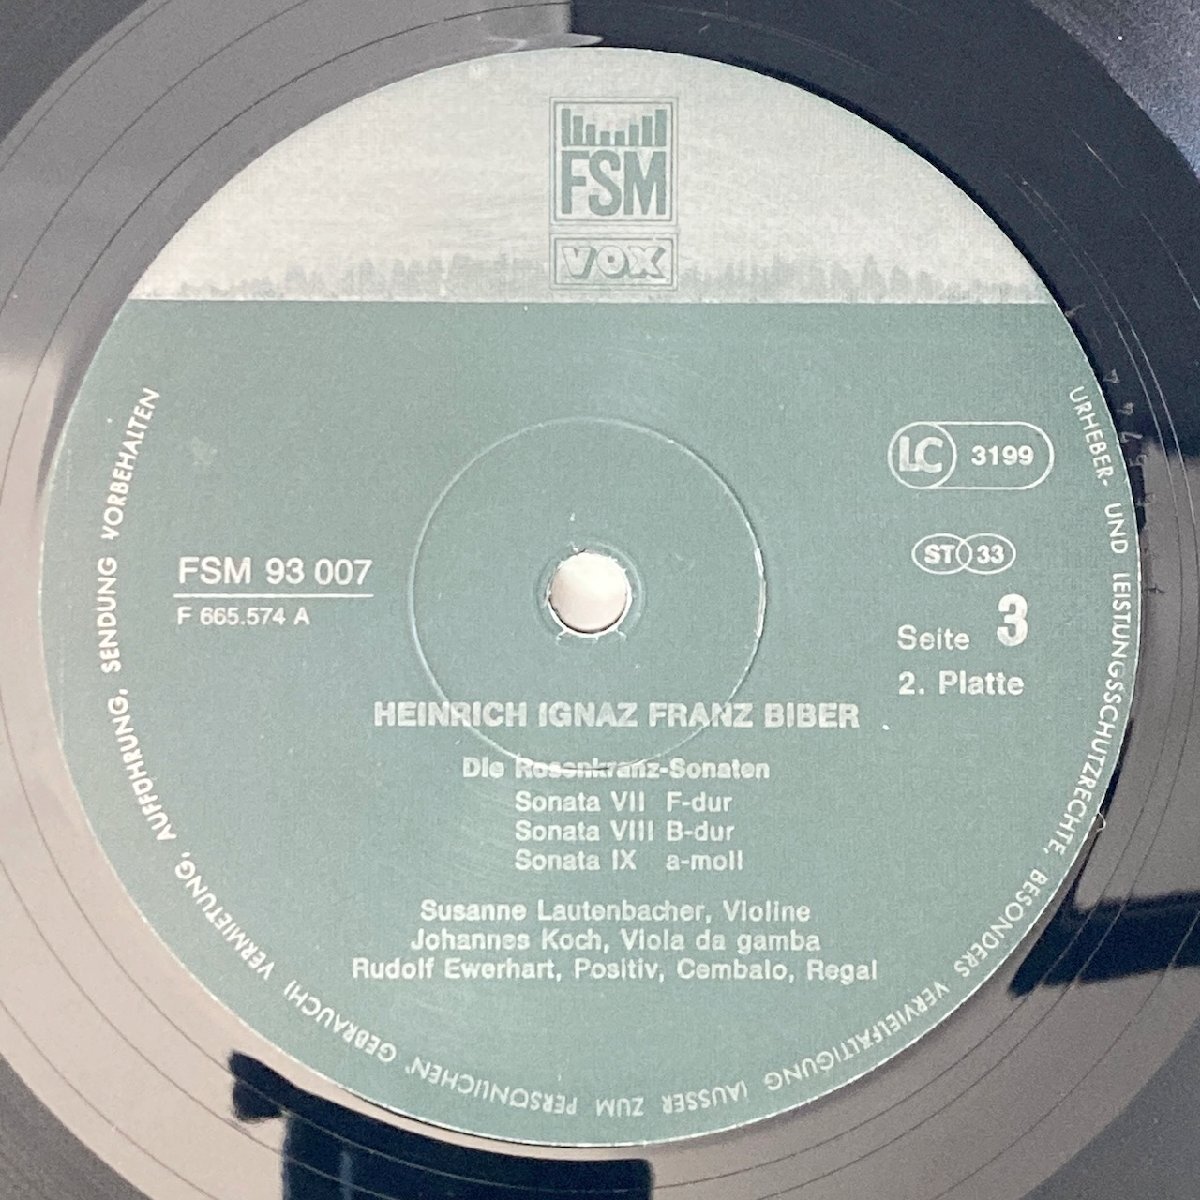 FSM
VOX
LC 3199
ST 33
FSM 93 007
F 665.574 A
Seite 3
2. Platte
HEINRICH IGNAZ FRANZ BIBER
Die Rosenkranz-Sonaten
Sonata VII F-dur
Sonata VIII B-dur
Sonata IX a-moll
Susanne Lautenbacher, Violine
Johannes Koch, Viola da gamba
Rudolf Ewerhart, Positiv, Cembalo, Regal
URHEBER- UND LEISTUNGSSCHUTZRECHTE, BESONDERS VERVIELFÄLTIGUNG (AUSSER ZUM PERSÖNLICHEN GEBRAUCH) VERMIETUNG, AUFFÜHRUNG, SENDUNG VORBEHALTEN